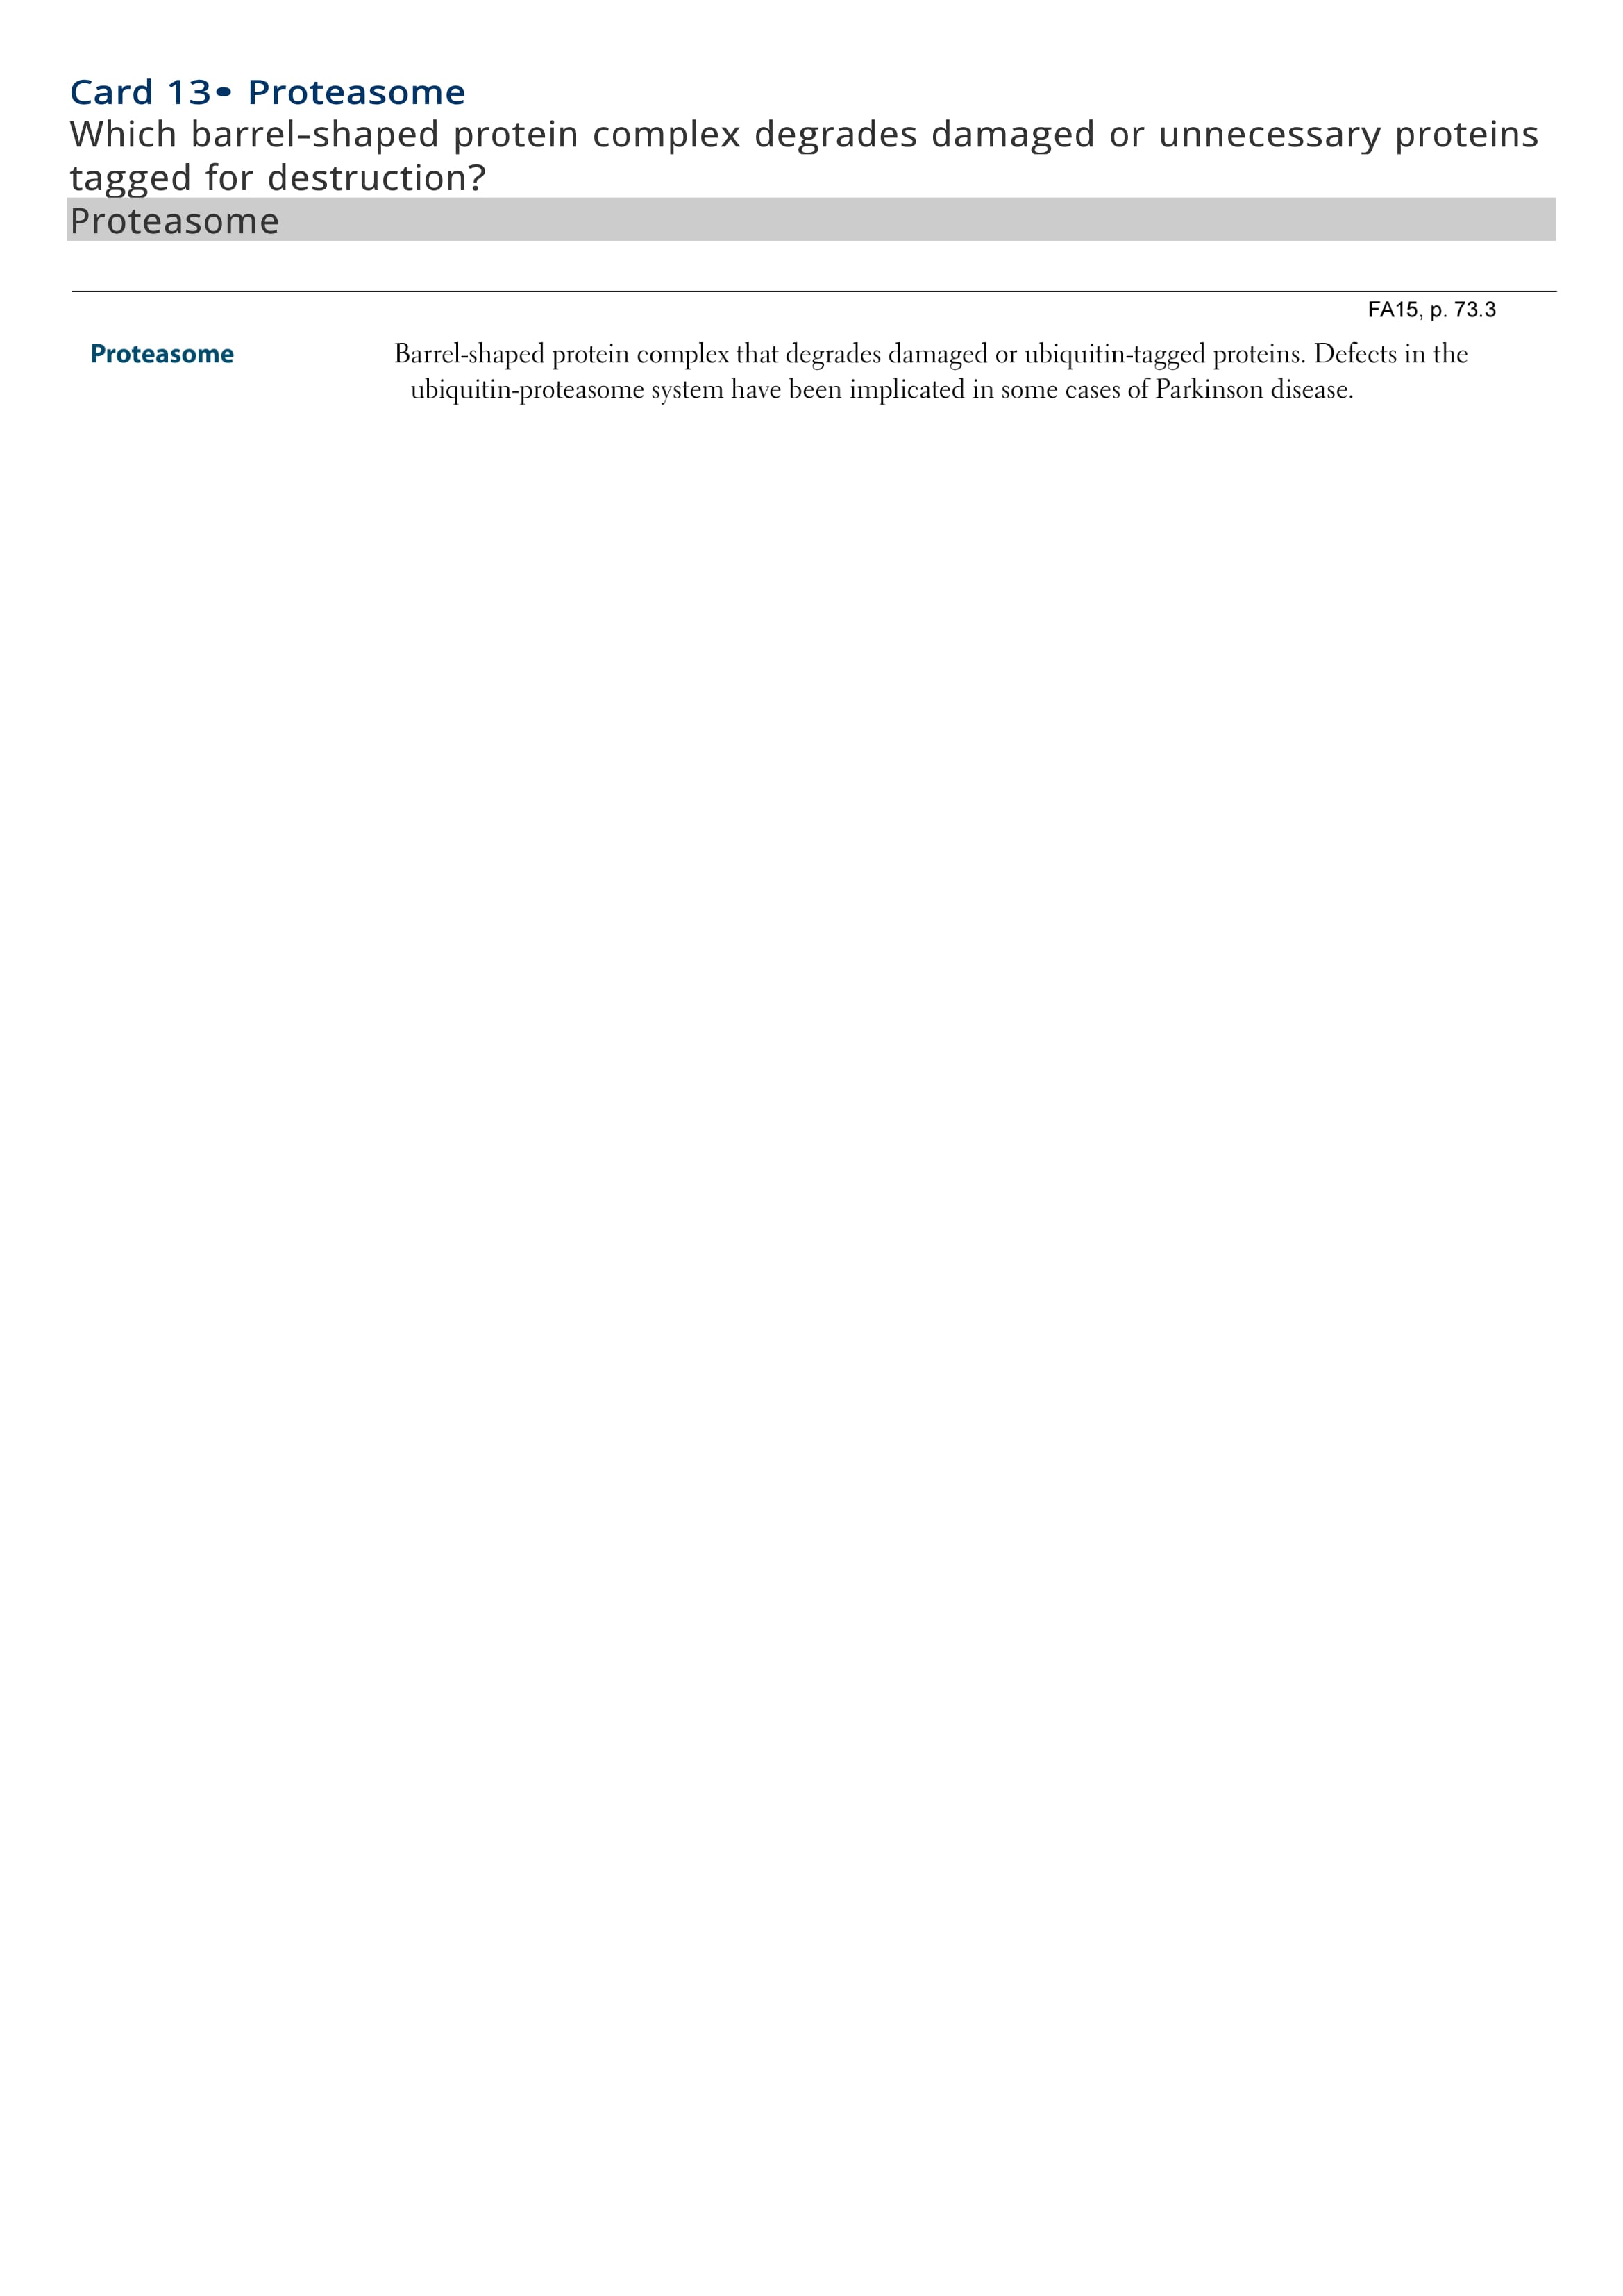 Card 13• Proteasome
Which barrel-shaped protein complex degrades damaged or unnecessary proteins
tagged for destruction?
Proteasome
FA15, p. 73.3
Proteasome Barrel-shaped protein complex that degrades damaged or ubiquitin-tagged proteins. Defects in the
ubiquitin-proteasome system have been implicated in some cases of Parkinson disease.